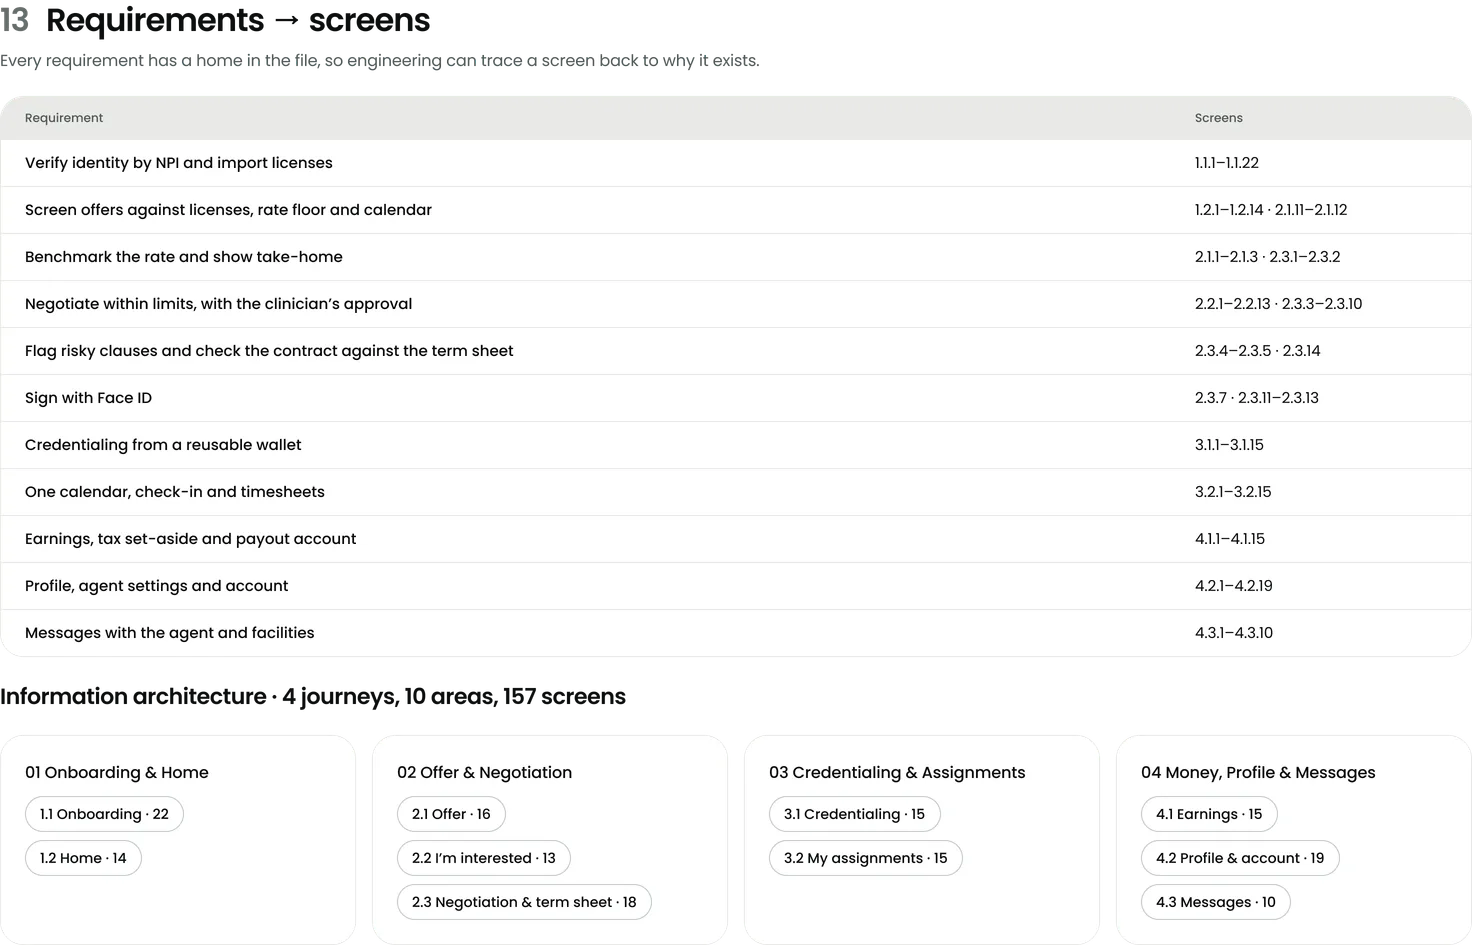 13 Requirements → screens
Every requirement has a home in the file, so engineering can trace a screen back to why it exists.
Requirement Screens
Verify identity by NPI and import licenses 1.1.1–1.1.22
Screen offers against licenses, rate floor and calendar 1.2.1–1.2.14 · 2.1.11–2.1.12
Benchmark the rate and show take-home 2.1.1–2.1.3 · 2.3.1–2.3.2
Negotiate within limits, with the clinician’s approval 2.2.1–2.2.13 · 2.3.3–2.3.10
Flag risky clauses and check the contract against the term sheet 2.3.4–2.3.5 · 2.3.14
Sign with Face ID 2.3.7 · 2.3.11–2.3.13
Credentialing from a reusable wallet 3.1.1–3.1.15
One calendar, check-in and timesheets 3.2.1–3.2.15
Earnings, tax set-aside and payout account 4.1.1–4.1.15
Profile, agent settings and account 4.2.1–4.2.19
Messages with the agent and facilities 4.3.1–4.3.10
Information architecture · 4 journeys, 10 areas, 157 screens
01 Onboarding & Home
1.1 Onboarding · 22
1.2 Home · 14
02 Offer & Negotiation
2.1 Offer · 16
2.2 I’m interested · 13
2.3 Negotiation & term sheet · 18
03 Credentialing & Assignments
3.1 Credentialing · 15
3.2 My assignments · 15
04 Money, Profile & Messages
4.1 Earnings · 15
4.2 Profile & account · 19
4.3 Messages · 10